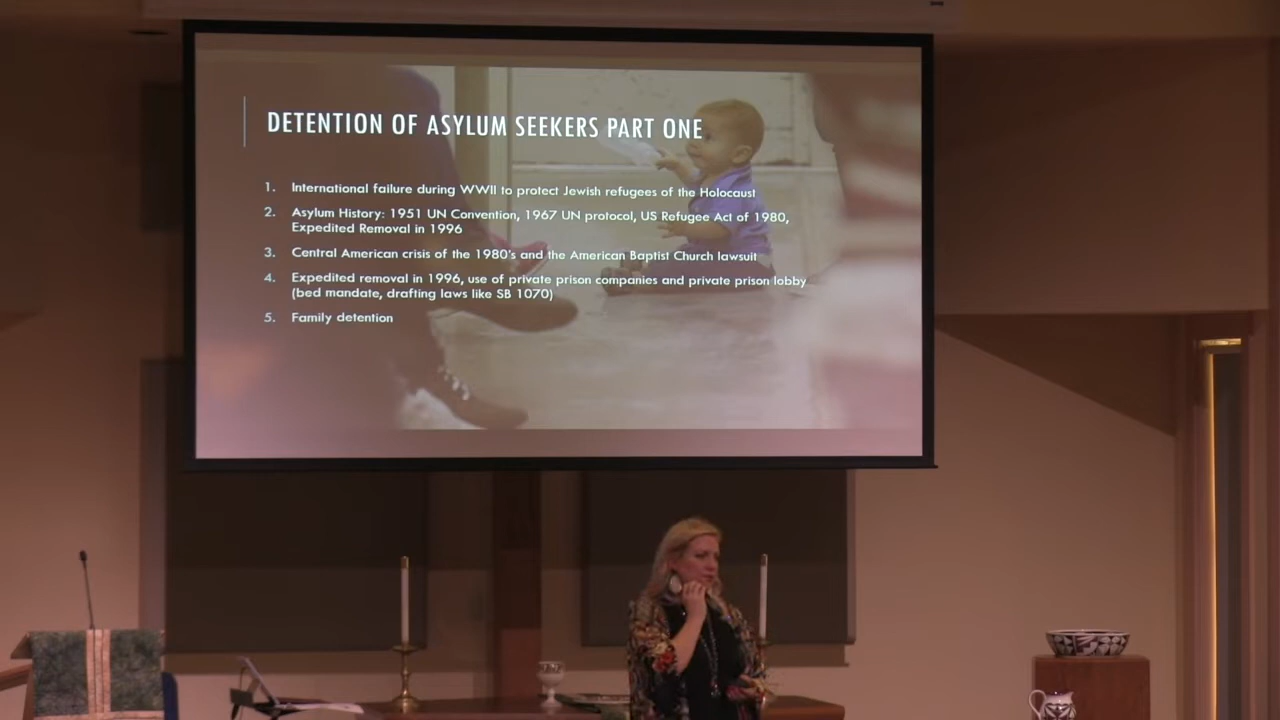 DETENTION OF ASYLUM SEEKERS PART ONE
1. International failure during WWII to protect Jewish refugees of the Holocaust
2. Asylum History: 1951 UN Convention, 1967 UN protocol, US Refugee Act of 1980,
Expedited Removal in 1996
3. Central American crisis of the 1980's and the American Baptist Church lawsuit
4. Expedited removal in 1996, use of private prison companies and private prison lobby
(bed mandate, drafting laws like SB 1070)
5. Family detention